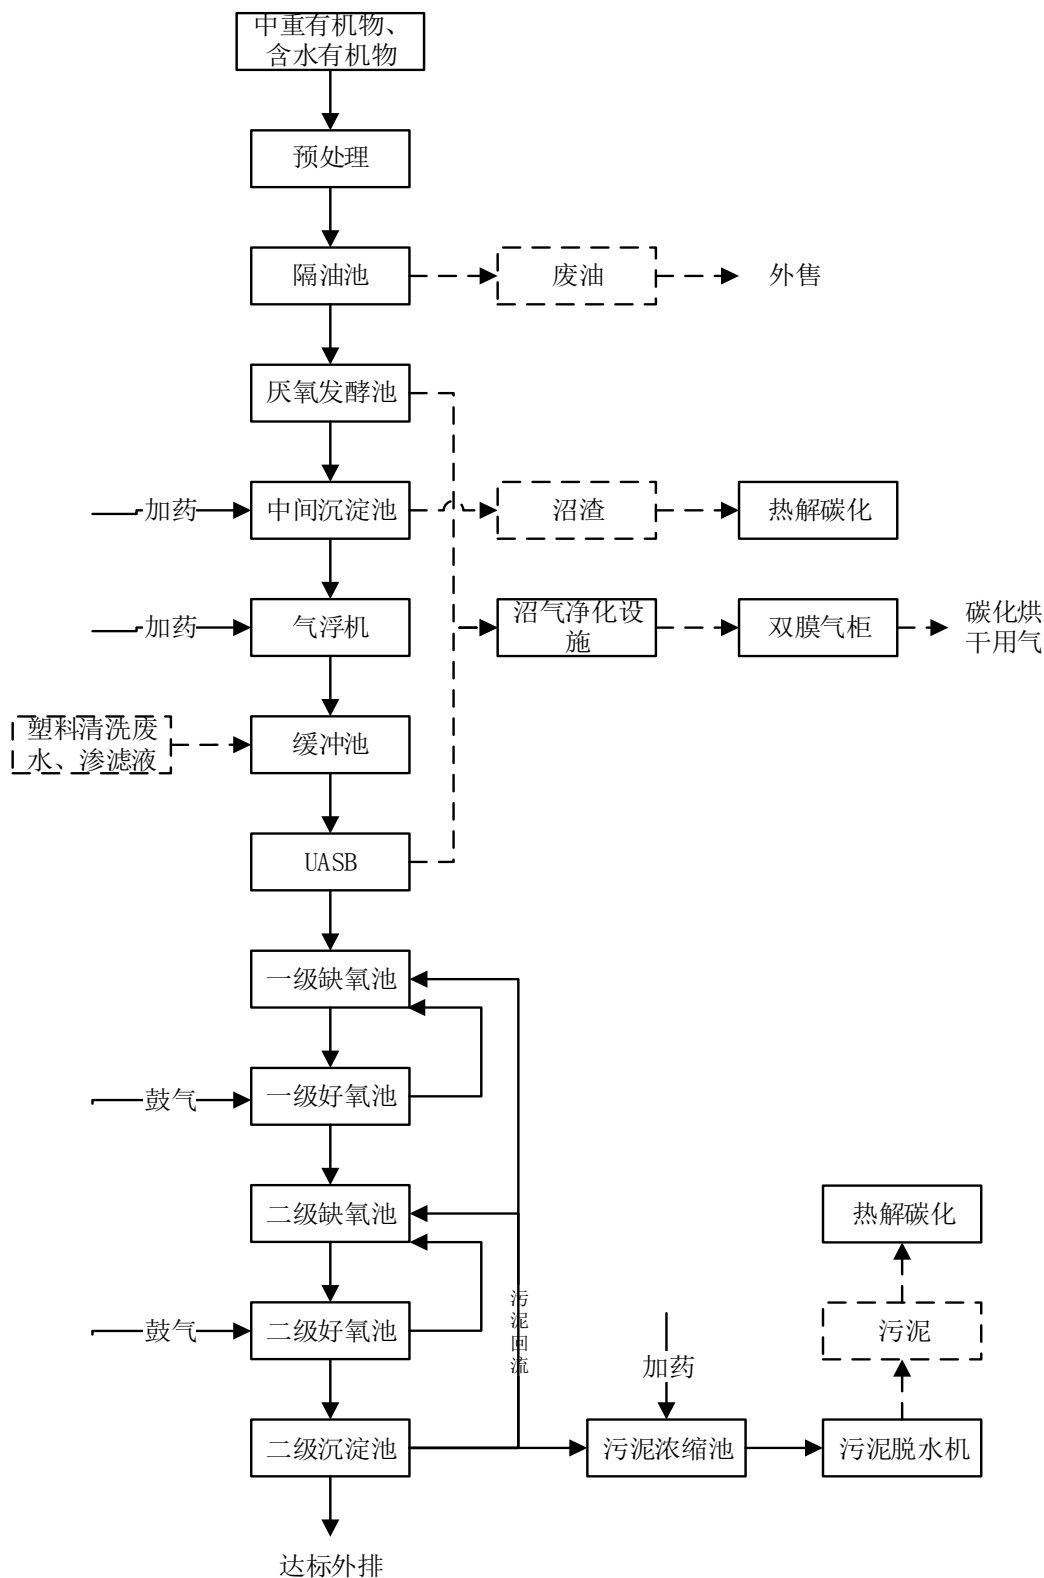 中重有机物、
含水有机物
预处理
隔油池
废油
外售
厌氧发酵池
加药
中间沉淀池
沼渣
热解碳化
加药
气浮机
沼气净化设
施
双膜气柜
碳化烘
干用气
塑料清洗废
水、渗滤液
缓冲池
UASB
一级缺氧池
鼓气
一级好氧池
二级缺氧池
热解碳化
污泥回流
鼓气
二级好氧池
污泥
加药
二级沉淀池
污泥浓缩池
污泥脱水机
达标外排